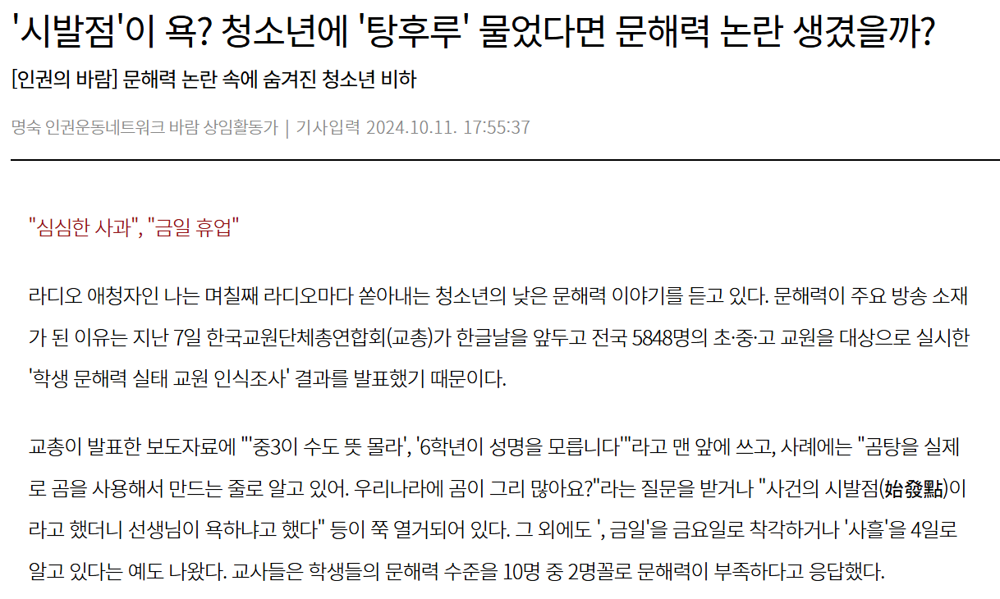 '시발점'이 욕? 청소년에 '탕후루' 물었다면 문해력 논란 생겼을까?
[인권의 바람] 문해력 논란 속에 숨겨진 청소년 비하
명숙 인권운동네트워크 바람 상임활동가 | 기사입력 2024.10.11. 17:55:37
"심심한 사과", "금일 휴업"
라디오 애청자인 나는 며칠째 라디오마다 쏟아내는 청소년의 낮은 문해력 이야기를 듣고 있다. 문해력이 주요 방송 소재
가 된 이유는 지난 7일 한국교원단체총연합회(교총)가 한글날을 앞두고 전국 5848명의 초·중·고 교원을 대상으로 실시한
'학생 문해력 실태 교원 인식조사' 결과를 발표했기 때문이다.
교총이 발표한 보도자료에 "'중3이 수도 뜻 몰라', '6학년이 성명을 모릅니다'"라고 맨 앞에 쓰고, 사례에는 "곰탕을 실제
로 곰을 사용해서 만드는 줄로 알고 있어. 우리나라에 곰이 그리 많아요?"라는 질문을 받거나 "사건의 시발점(始發點)이
라고 했더니 선생님이 욕하냐고 했다" 등이 쭉 열거되어 있다. 그 외에도 ', 금일'을 금요일로 착각하거나 '사흘'을 4일로
알고 있다는 예도 나왔다. 교사들은 학생들의 문해력 수준을 10명 중 2명꼴로 문해력이 부족하다고 응답했다.